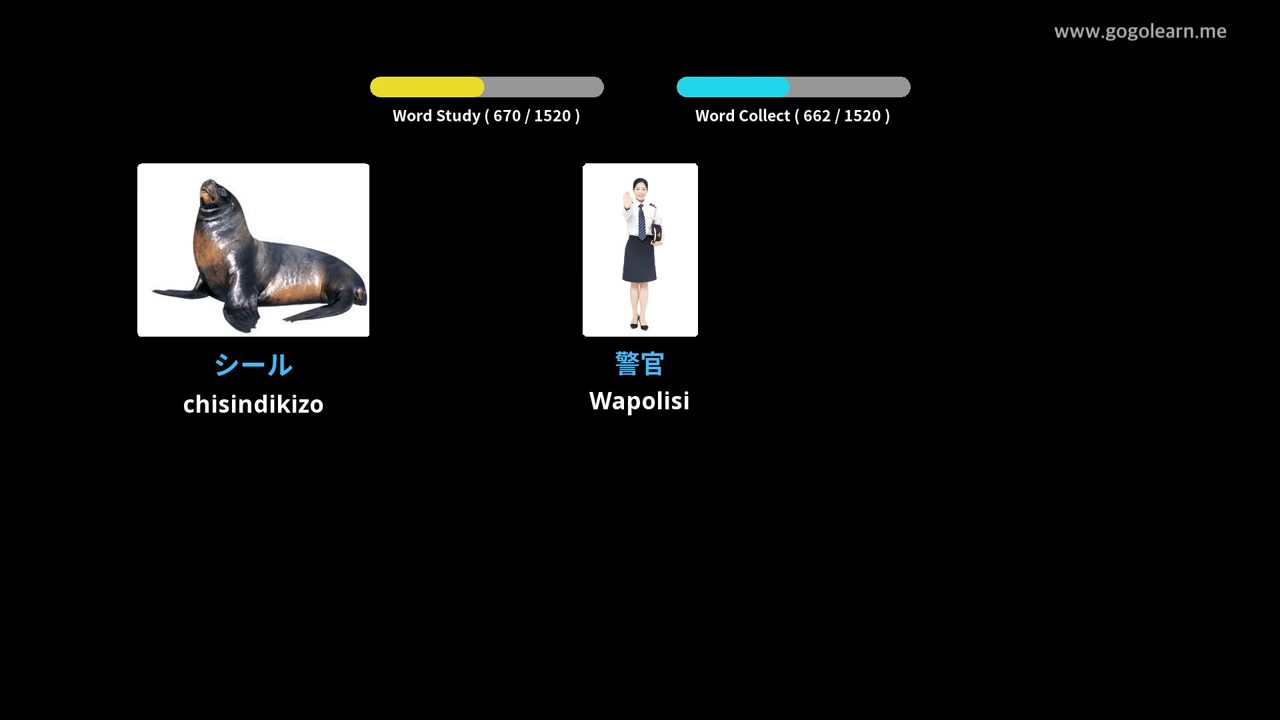 www.gogolearn.me
Word Study ( 670 / 1520 )
Word Collect ( 662 / 1520 )
シール
chisindikizo
警官
Wapolisi